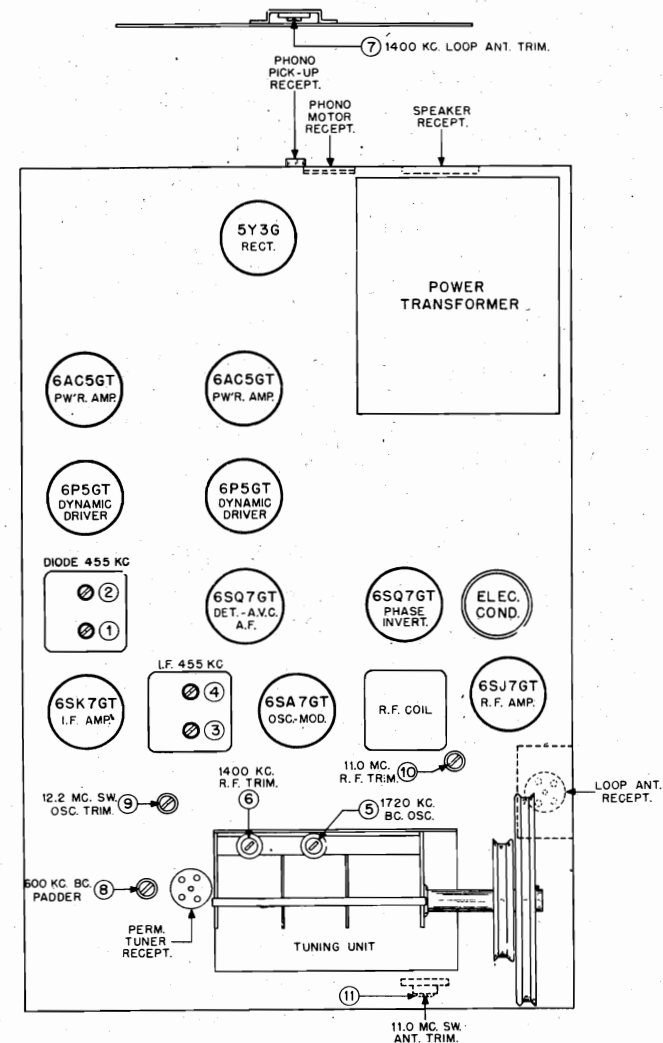 ⑦ 1400 KC. LOOP ANT. TRIM.
PHONO
PICK-UP
RECEPT.
PHONO
MOTOR
RECEPT.
SPEAKER
RECEPT.
5Y3G
RECT.
POWER
TRANSFORMER
6AC5GT
PW'R. AMP.
6AC5GT
PW'R. AMP.
6P5GT
DYNAMIC
DRIVER
6P5GT
DYNAMIC
DRIVER
DIODE 455 KC
②
①
6SQ7GT
DET.-A.V.C.
A.F.
6SQ7GT
PHASE
INVERT.
ELEC.
COND.
6SK7GT
I.F. AMP.
I.F. 455 KC
④
③
6SA7GT
OSC.-MOD.
R.F. COIL
6SJ7GT
R.F. AMP.
11.0 MC.
R.F. TRIM. ⑩
LOOP ANT.
RECEPT.
12.2 MC. SW.
OSC. TRIM. ⑨
1400 KC.
R.F. TRIM.
⑥
⑤ 1720 KC.
BC. OSC.
600 KC. BC. ⑧
PADDER
PERM.
TUNER
RECEPT.
TUNING UNIT
⑪
11.0 MC. SW.
ANT. TRIM.